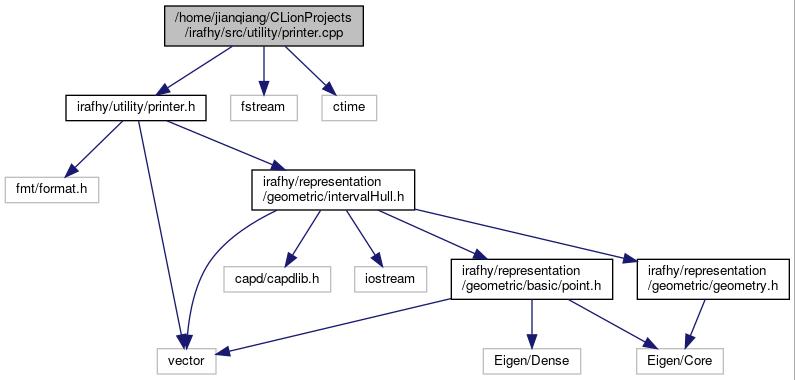 /home/jianqiang/CLionProjects
/irafhy/src/utility/printer.cpp
irafhy/utility/printer.h
fstream
ctime
fmt/format.h
irafhy/representation
/geometric/intervalHull.h
capd/capdlib.h
iostream
irafhy/representation
/geometric/basic/point.h
irafhy/representation
/geometric/geometry.h
vector
Eigen/Dense
Eigen/Core